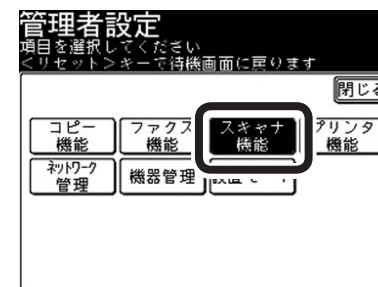 管理者設定
項目を選択してください
<リセット>キーで待機画面に戻ります
閉じる
コピー機能 ファクス機能 スキャナ機能 プリンタ機能
ネットワーク管理 機器管理